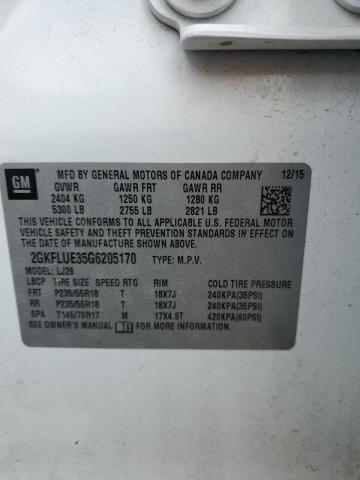 GM
MFD BY GENERAL MOTORS OF CANADA COMPANY 12/15
GVWR GAWR FRT GAWR RR
2404 KG 1250 KG 1280 KG
5300 LB 2755 LB 2821 LB
THIS VEHICLE CONFORMS TO ALL APPLICABLE U.S. FEDERAL MOTOR
VEHICLE SAFETY AND THEFT PREVENTION STANDARDS IN EFFECT ON
THE DATE OF MANUFACTURE SHOWN ABOVE.
2GKFLUE35G6205170 TYPE: M.P.V.
MODEL: LJ26
LBCP TIRE SIZE SPEED RTG RIM COLD TIRE PRESSURE
FRT P235/55R18 T 18X7J 240KPA(35PSI)
RR P235/55R18 T 18X7J 240KPA(35PSI)
SPA T145/70R17 M 17X4.5T 420KPA(60PSI)
SEE OWNER'S MANUAL FOR ADDITIONAL INFORMATION.